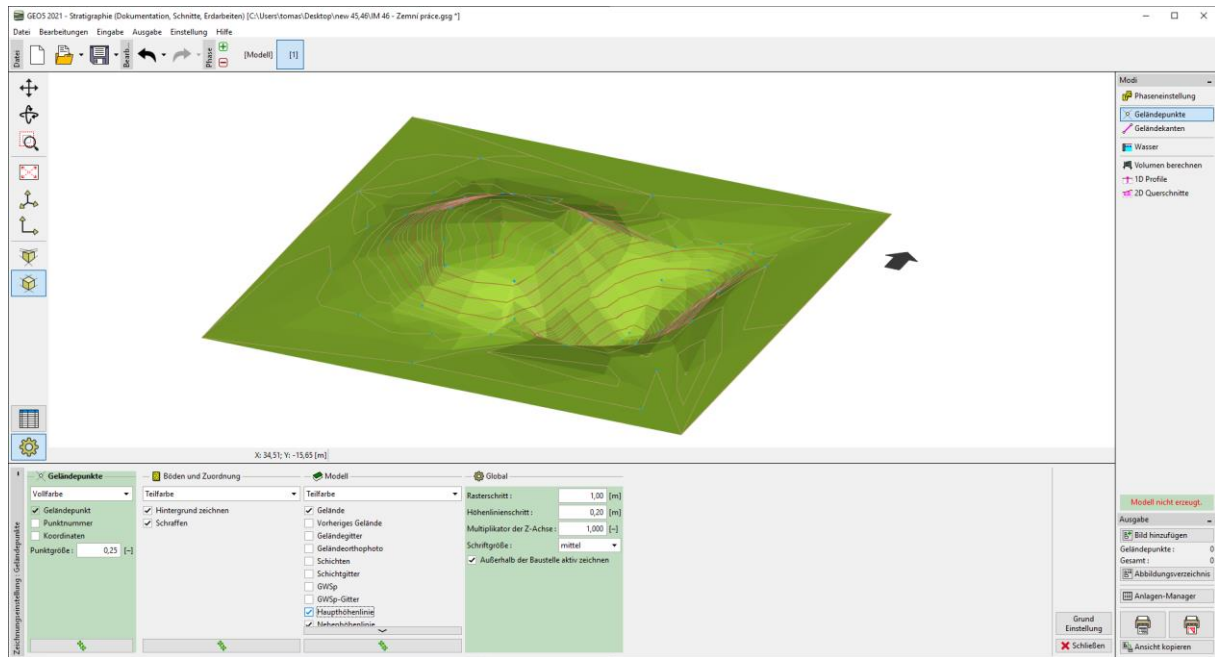 GEO5 2021 - Stratigraphie (Dokumentation, Schnitte, Erdarbeiten) [C:\Users\tomas\Desktop\new 45,46\IM 46 - Zemní práce.gsg *]
Datei Bearbeitungen Eingabe Ausgabe Einstellung Hilfe
Datei
Bearb...
Phase
[Modell]
[1]
Modi
Phaseneinstellung
Geländepunkte
Geländekanten
Wasser
Volumen berechnen
1D Profile
2D Querschnitte
X: 34,51; Y: -15,65 [m]
Zeichnungseinstellung : Geländepunkte
Geländepunkte
Vollfarbe
Geländepunkt
Punktnummer
Koordinaten
Punktgröße : 0,25 [-]
Böden und Zuordnung
Teilfarbe
Hintergrund zeichnen
Schraffen
Modell
Teilfarbe
Gelände
Vorheriges Gelände
Geländegitter
Geländeorthophoto
Schichten
Schichtgitter
GWSp
GWSp-Gitter
Haupthöhenlinie
Nebenhöhenlinie
Global
Rasterschritt : 1,00 [m]
Höhenlinienschritt : 0,20 [m]
Multiplikator der Z-Achse : 1,000 [-]
Schriftgröße : mittel
Außerhalb der Baustelle aktiv zeichnen
Grund
Einstellung
Schließen
Modell nicht erzeugt.
Ausgabe
Bild hinzufügen
Geländepunkte : 0
Gesamt : 0
Abbildungsverzeichnis
Anlagen-Manager
Ansicht kopieren